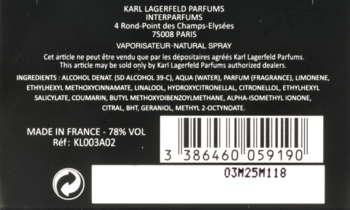 KARL LAGERFELD PARFUMS
INTERPARFUMS
4 Rond-Point des Champs-Elysées
75008 PARIS
VAPORISATEUR-NATURAL SPRAY
Cet article ne peut être vendu que par les dépositaires agréés Karl Lagerfeld Parfums.
This article may be sold only by Karl Lagerfeld Parfums authorized dealers.
INGREDIENTS : ALCOHOL DENAT. (SD ALCOHOL 39-C), AQUA (WATER), PARFUM (FRAGRANCE), LIMONENE,
ETHYLHEXYL METHOXYCINNAMATE, LINALOOL, HYDROXYCITRONELLAL, CITRONELLOL, ETHYLHEXYL
SALICYLATE, COUMARIN, BUTYL METHOXYDIBENZOYLMETHANE, ALPHA-ISOMETHYL IONONE,
CITRAL, BHT, GERANIOL, METHYL 2-OCTYNOATE.
MADE IN FRANCE - 78% VOL
Réf: KL003A02
3 386460 059190
03M25M118